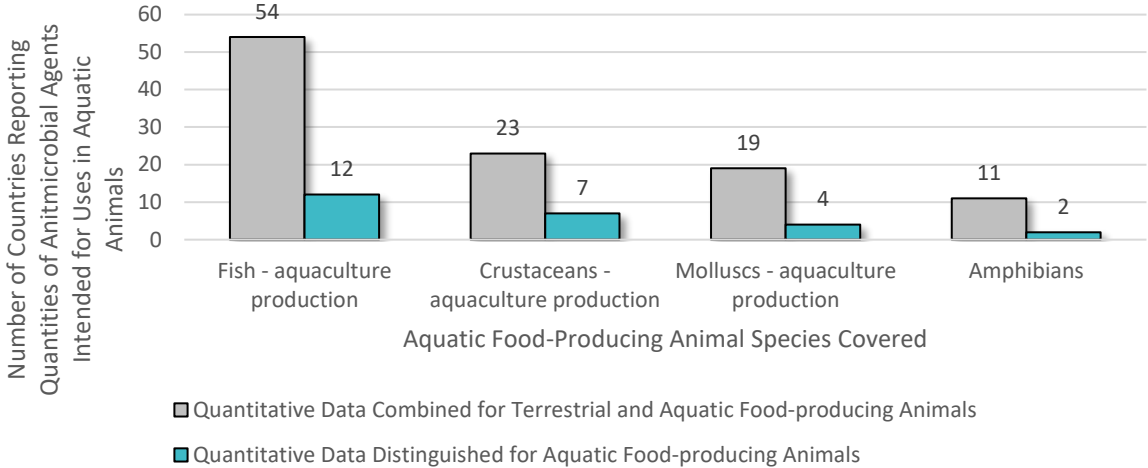 Number of Countries Reporting
Quantities of Anitmicrobial Agents
Intended for Uses in Aquatic
Animals
60
50
40
30
20
10
0
54
12
23
7
19
4
11
2
Fish - aquaculture
production
Crustaceans -
aquaculture production
Molluscs - aquaculture
production
Amphibians
Aquatic Food-Producing Animal Species Covered
Quantitative Data Combined for Terrestrial and Aquatic Food-producing Animals
Quantitative Data Distinguished for Aquatic Food-producing Animals